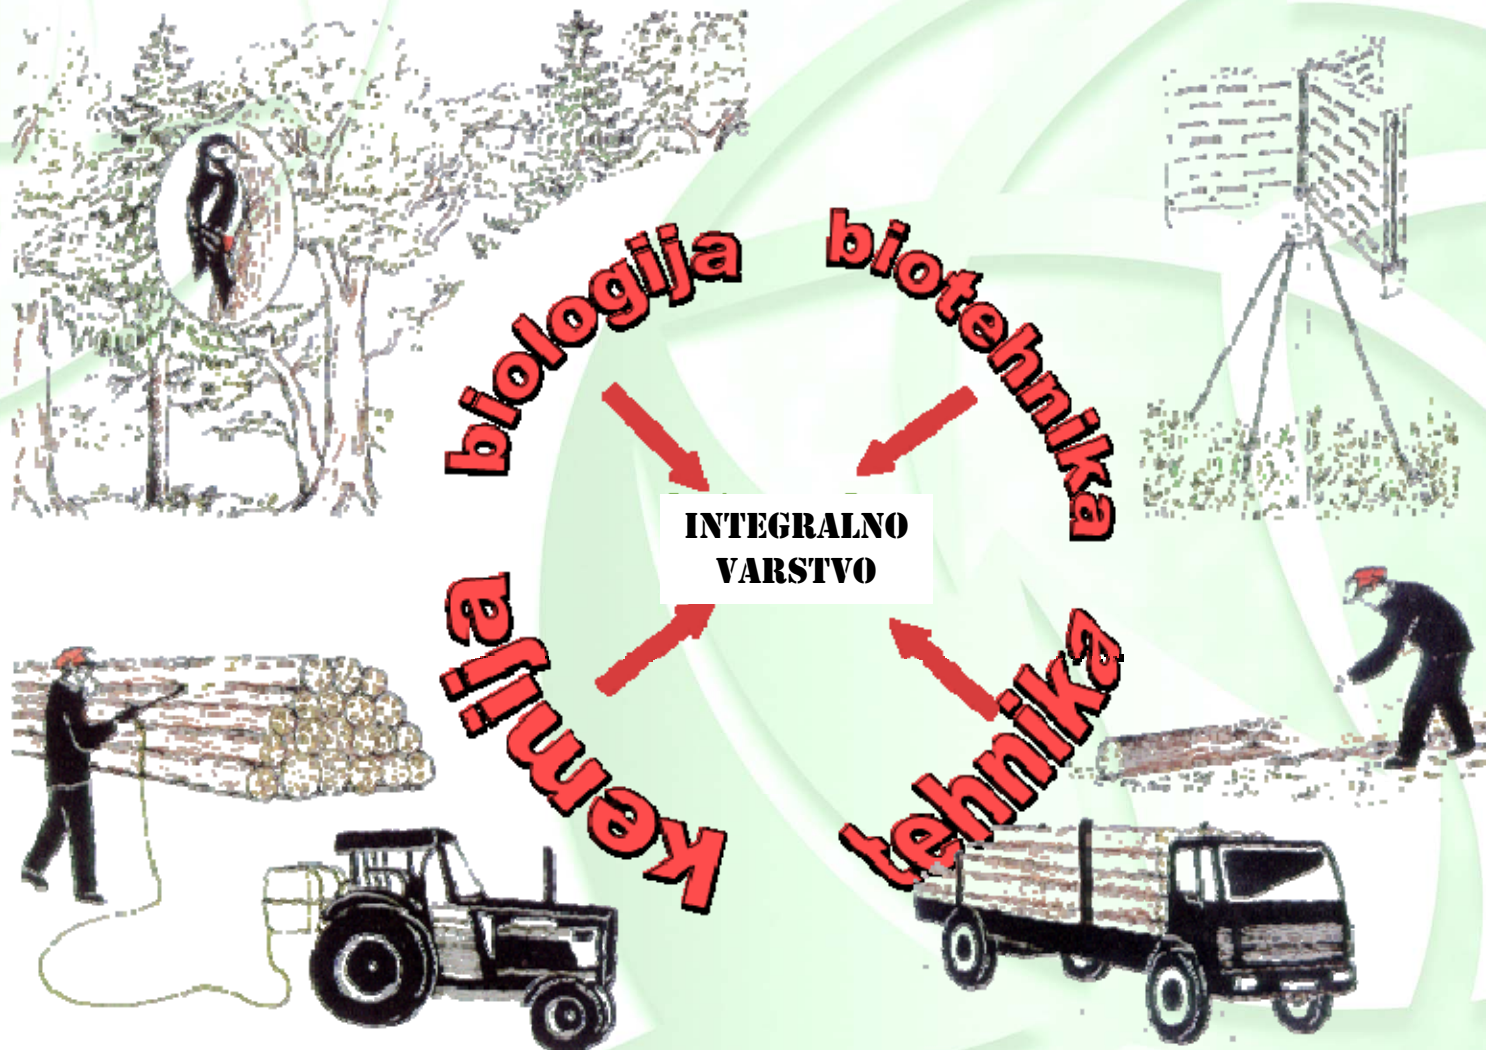 biologija
biotehnika
INTEGRALNO
VARSTVO
kemija
tehnika